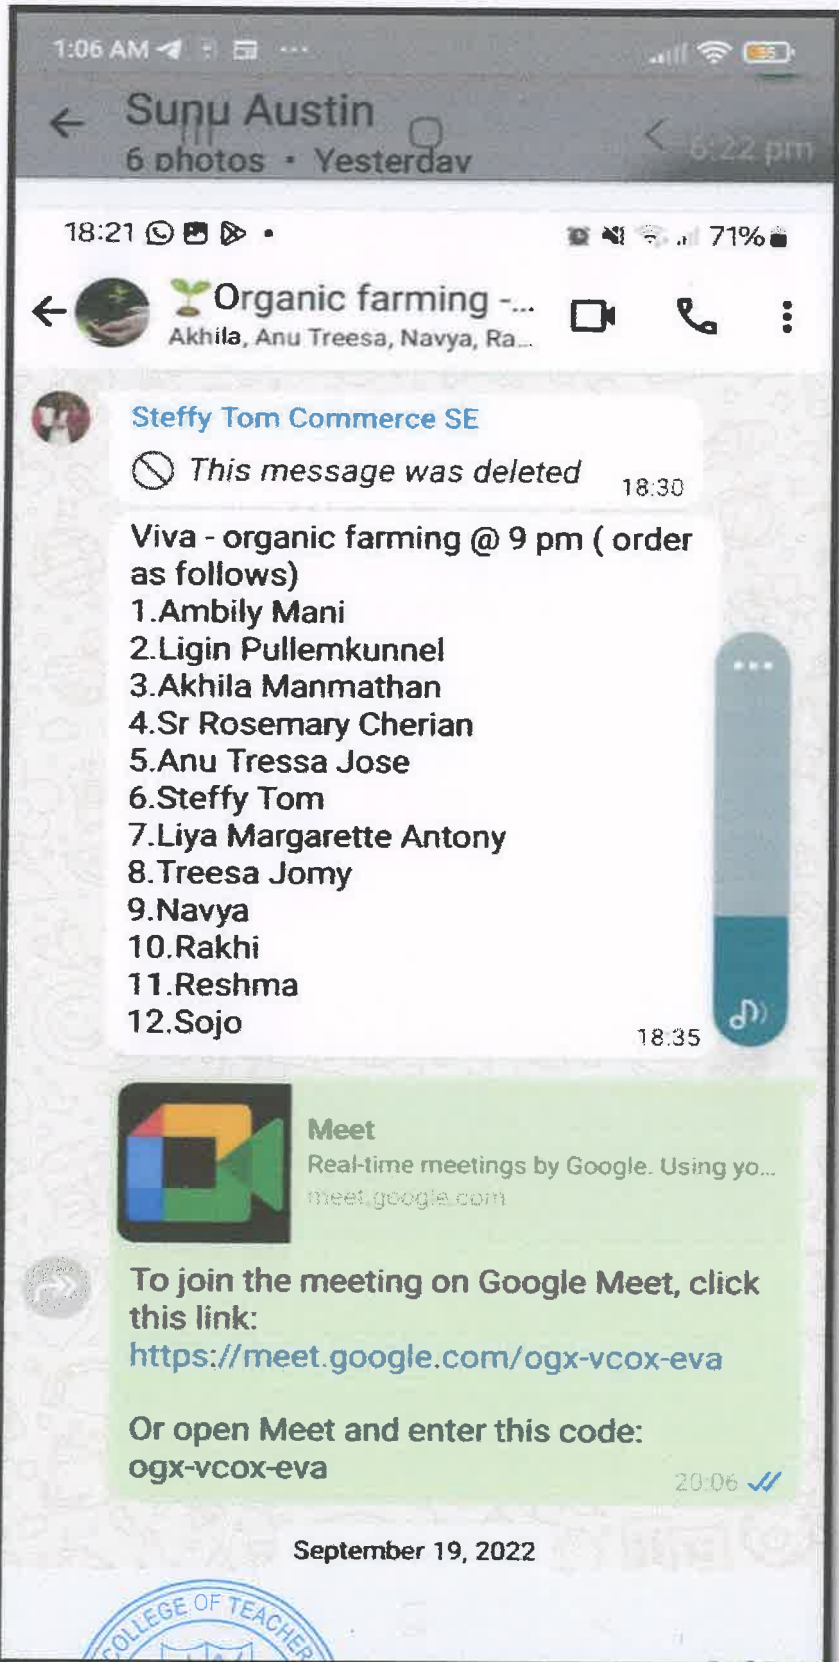 1:06 AM
Sunu Austin
6 photos • Yesterday
6:22 pm
18:21
71%
Organic farming -...
Akhila, Anu Treesa, Navya, Ra...
Steffy Tom Commerce SE
This message was deleted
18:30
Viva - organic farming @ 9 pm ( order
as follows)
1.Ambily Mani
2.Ligin Pullemkunnel
3.Akhila Manmathan
4.Sr Rosemary Cherian
5.Anu Tressa Jose
6.Steffy Tom
7.Liya Margarette Antony
8.Treesa Jomy
9.Navya
10.Rakhi
11.Reshma
12.Sojo
18:35
Meet
Real-time meetings by Google. Using yo...
meet.google.com
To join the meeting on Google Meet, click
this link:
https://meet.google.com/ogx-vcox-eva
Or open Meet and enter this code:
ogx-vcox-eva
20:06
September 19, 2022
COLLEGE OF TEACHER